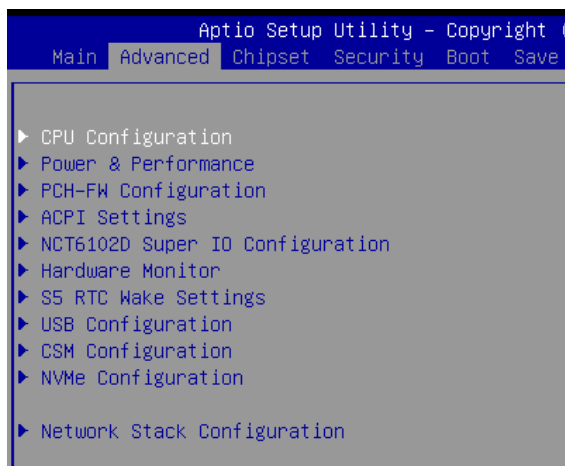 Aptio Setup Utility – Copyright (
Main Advanced Chipset Security Boot Save
CPU Configuration
Power & Performance
PCH-FW Configuration
ACPI Settings
NCT6102D Super IO Configuration
Hardware Monitor
S5 RTC Wake Settings
USB Configuration
CSM Configuration
NVMe Configuration
Network Stack Configuration